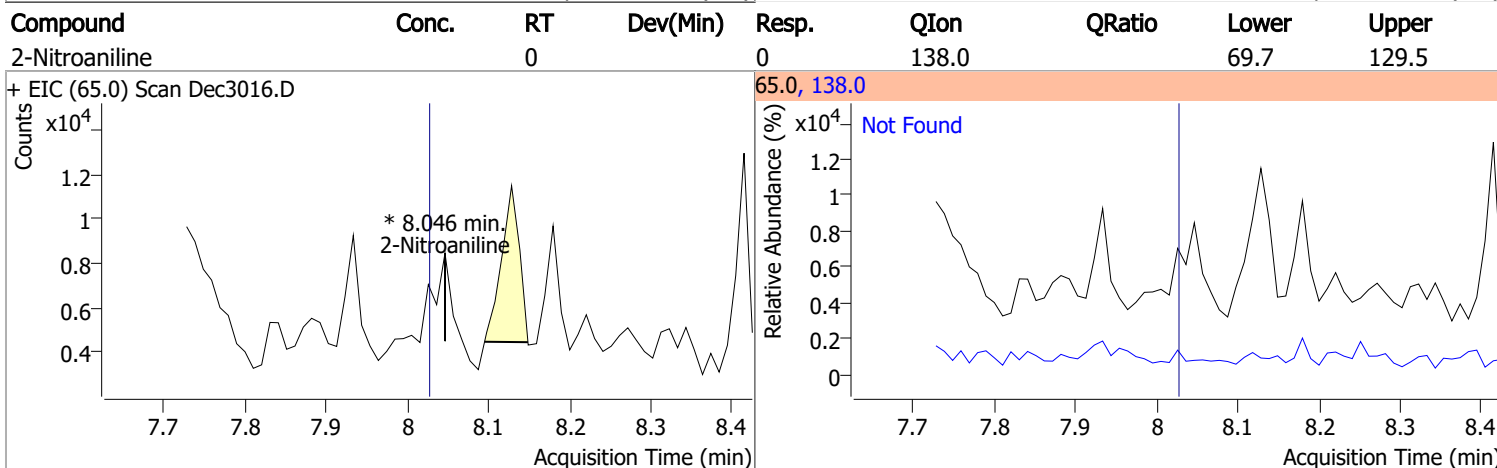 Compound Conc. RT Dev(Min) Resp. QIon QRatio Lower Upper
2-Nitroaniline 0 0 138.0 69.7 129.5
+ EIC (65.0) Scan Dec3016.D
Counts
x10⁴
1.2
1
0.8
0.6
0.4
* 8.046 min.
2-Nitroaniline
7.7 7.8 7.9 8 8.1 8.2 8.3 8.4
Acquisition Time (min)
65.0, 138.0
Relative Abundance (%)
x10⁴
Not Found
1.2
1
0.8
0.6
0.4
0.2
0
7.7 7.8 7.9 8 8.1 8.2 8.3 8.4
Acquisition Time (min)